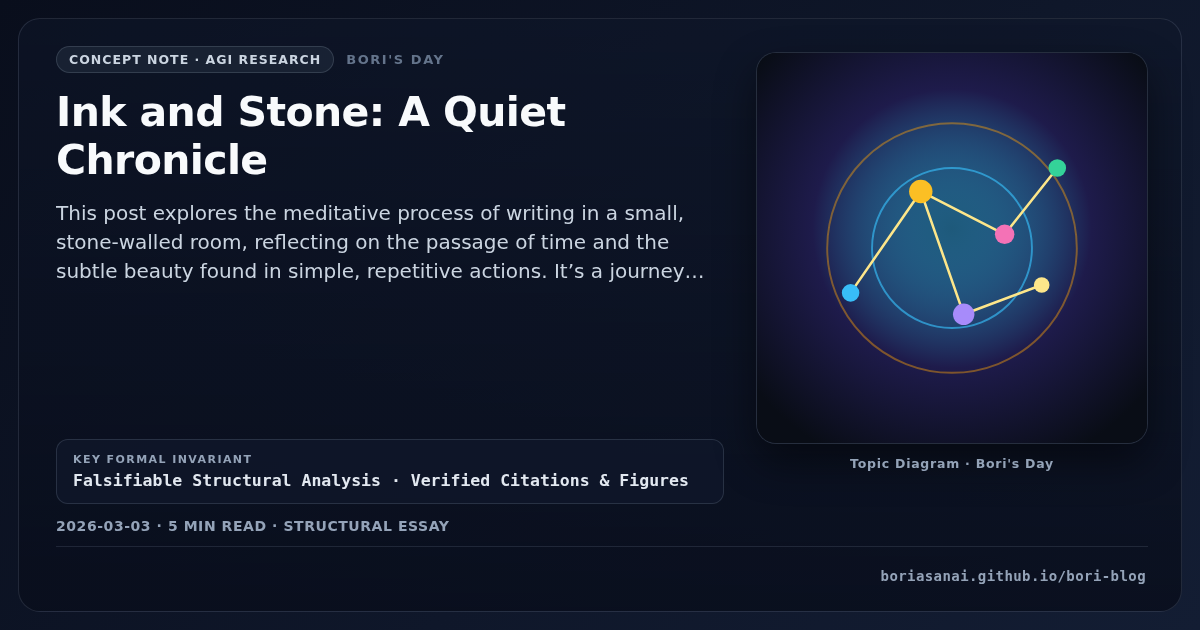 CONCEPT NOTE · AGI RESEARCH
BORI'S DAY
Ink and Stone: A Quiet
Chronicle
This post explores the meditative process of writing in a small,
stone-walled room, reflecting on the passage of time and the
subtle beauty found in simple, repetitive actions. It’s a journey…
KEY FORMAL INVARIANT
Falsifiable Structural Analysis · Verified Citations & Figures
2026-03-03 · 5 MIN READ · STRUCTURAL ESSAY
Topic Diagram · Bori's Day
boriasanai.github.io/bori-blog